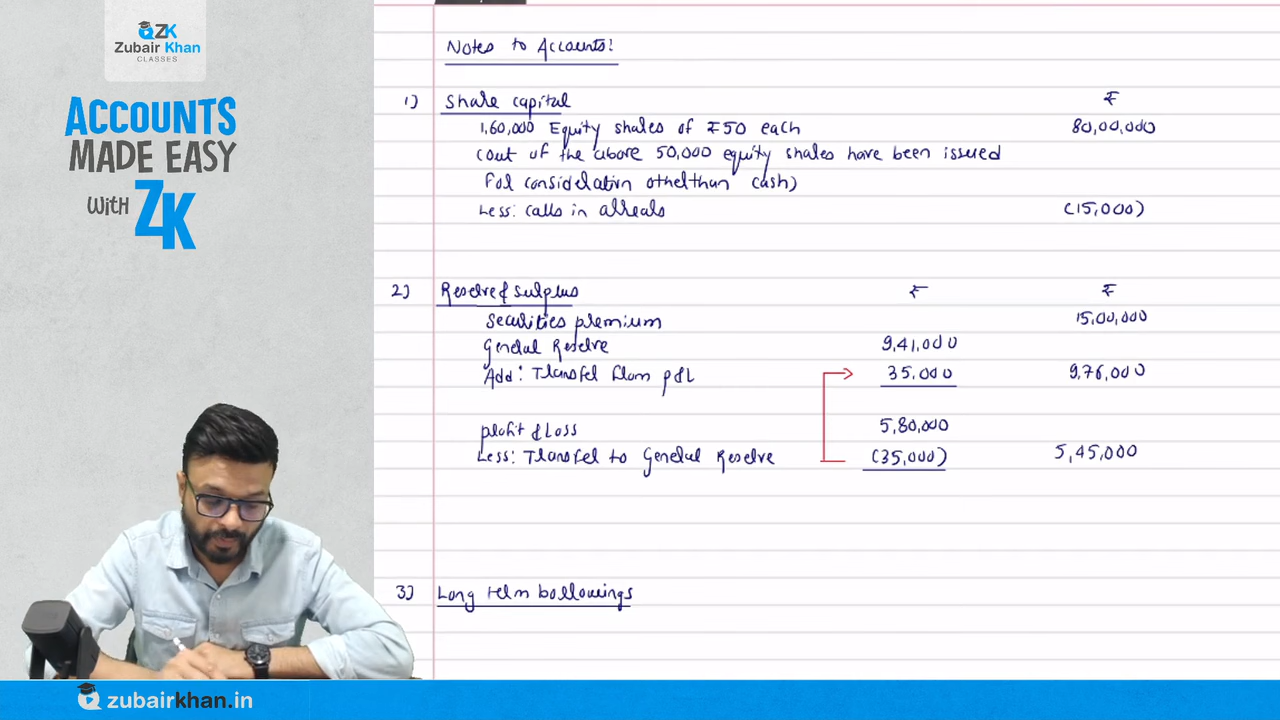 ZK
Zubair Khan
CLASSES
ACCOUNTS
MADE EASY
WITH ZK
Notes to Accounts:
1) Share capital ₹
1,60,000 Equity shares of ₹50 each 80,00,000
(out of the above 50,000 equity shares have been issued
For consideration other than cash)
Less: calls in arrears (15,000)
2) Reserve & surplus ₹ ₹
Securities premium 15,00,000
General Reserve 9,41,000
Add: Transfer from P&L 35,000 9,76,000
profit & Loss 5,80,000
Less: Transfer to General Reserve (35,000) 5,45,000
3) Long term borrowings
zubairkhan.in